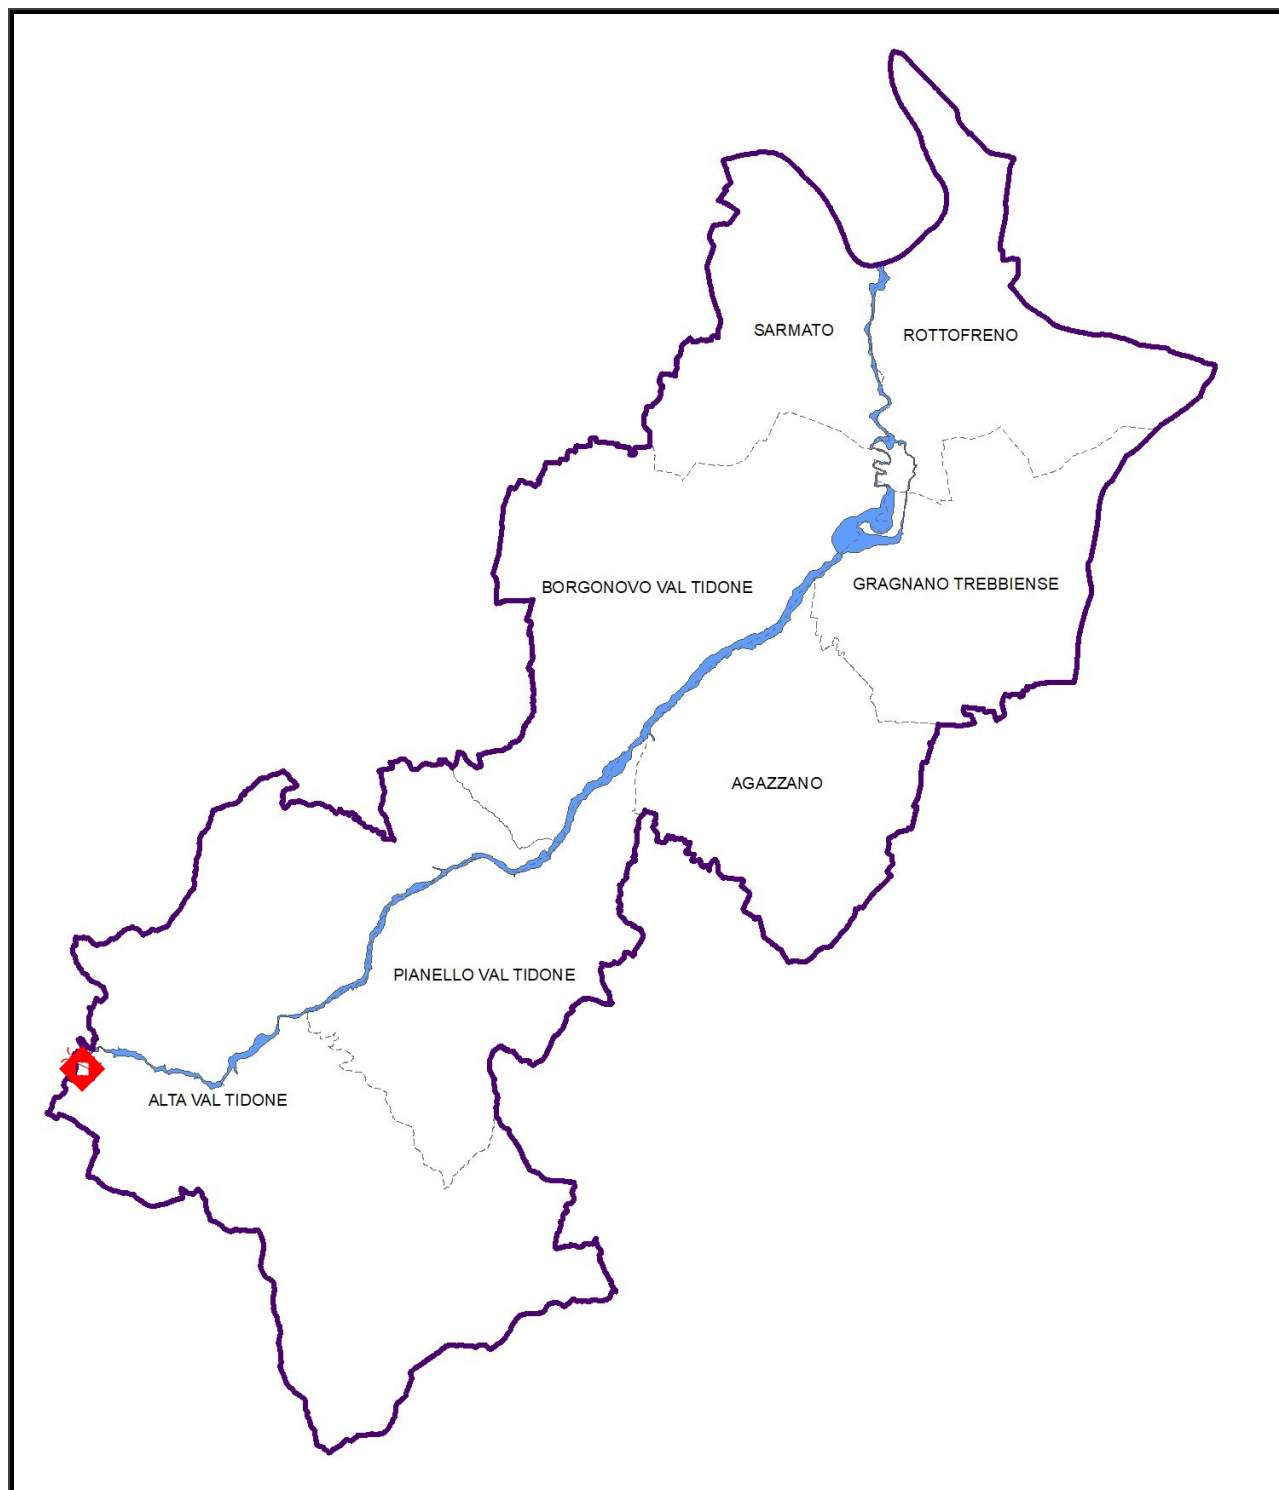 SARMATO
ROTTOFRENO
BORGONOVO VAL TIDONE
GRAGNANO TREBBIENSE
AGAZZANO
PIANELLO VAL TIDONE
ALTA VAL TIDONE